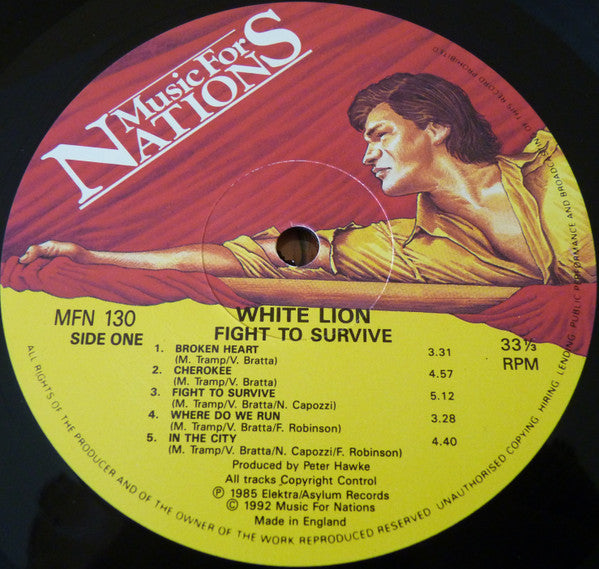 Music For
NATIONS
MFN 130
SIDE ONE
WHITE LION
FIGHT TO SURVIVE
33⅓
RPM
1. BROKEN HEART 3.31
(M. Tramp/V. Bratta)
2. CHEROKEE 4.57
(M. Tramp/V. Bratta)
3. FIGHT TO SURVIVE 5.12
(M. Tramp/V. Bratta/N. Capozzi)
4. WHERE DO WE RUN 3.28
(M. Tramp/V. Bratta/F. Robinson)
5. IN THE CITY 4.40
(M. Tramp/V. Bratta/N. Capozzi/F. Robinson)
Produced by Peter Hawke
All tracks Copyright Control
Ⓟ 1985 Elektra/Asylum Records
© 1992 Music For Nations
Made in England
ALL RIGHTS OF THE PRODUCER AND OF THE OWNER OF THE WORK REPRODUCED RESERVED UNAUTHORISED COPYING HIRING LENDING PUBLIC PERFORMANCE AND BROADCASTING OF THIS RECORD PROHIBITED